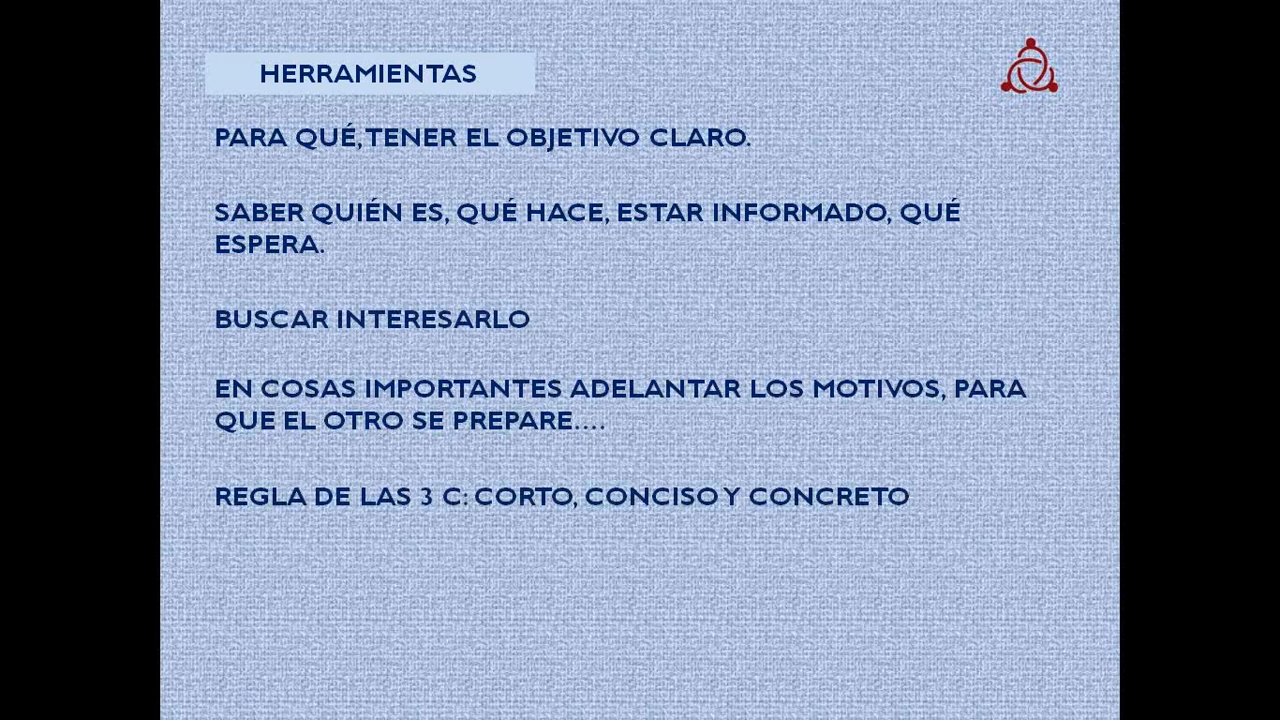 HERRAMIENTAS
PARA QUÉ, TENER EL OBJETIVO CLARO.
SABER QUIÉN ES, QUÉ HACE, ESTAR INFORMADO, QUÉ
ESPERA.
BUSCAR INTERESARLO
EN COSAS IMPORTANTES ADELANTAR LOS MOTIVOS, PARA
QUE EL OTRO SE PREPARE....
REGLA DE LAS 3 C: CORTO, CONCISO Y CONCRETO